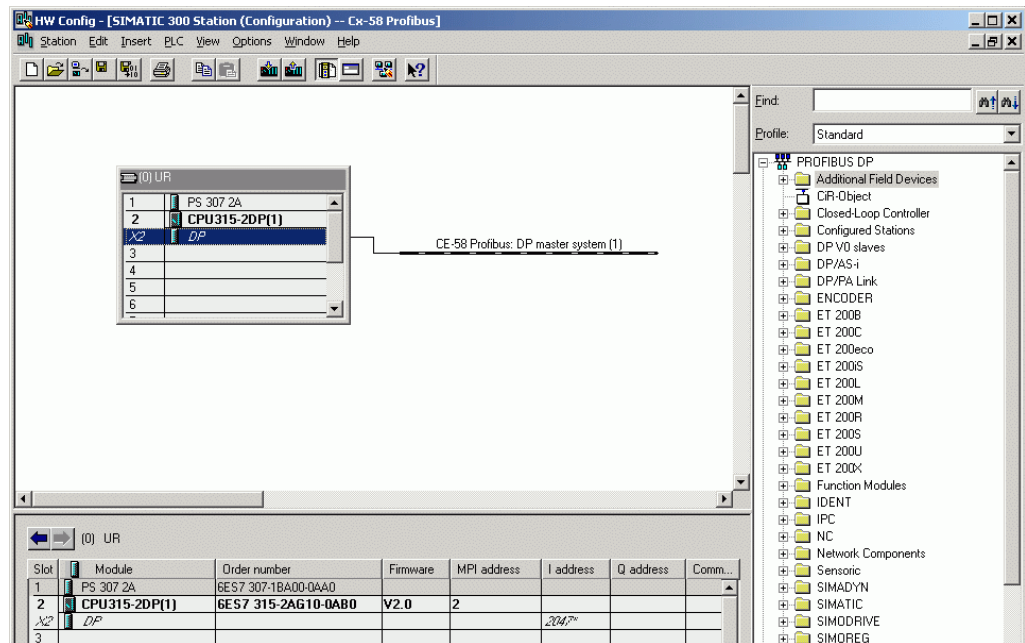 HW Config - [SIMATIC 300 Station (Configuration) -- Cx-58 Profibus]
Station Edit Insert PLC View Options Window Help
Find:
Profile: Standard
PROFIBUS DP
Additional Field Devices
CiR-Object
Closed-Loop Controller
Configured Stations
DP V0 slaves
DP/AS-i
DP/PA Link
ENCODER
ET 200B
ET 200C
ET 200eco
ET 200iS
ET 200L
ET 200M
ET 200R
ET 200S
ET 200U
ET 200X
Function Modules
IDENT
IPC
NC
Network Components
Sensoric
SIMADYN
SIMATIC
SIMODRIVE
SIMOREG
(0) UR
1 PS 307 2A
2 CPU315-2DP(1)
X2 DP
3
4
5
6
CE-58 Profibus: DP master system (1)
(0) UR
Slot Module Order number Firmware MPI address I address Q address Comm...
1 PS 307 2A 6ES7 307-1BA00-0AA0
2 CPU315-2DP(1) 6ES7 315-2AG10-0AB0 V2.0 2
X2 DP 2047*
3